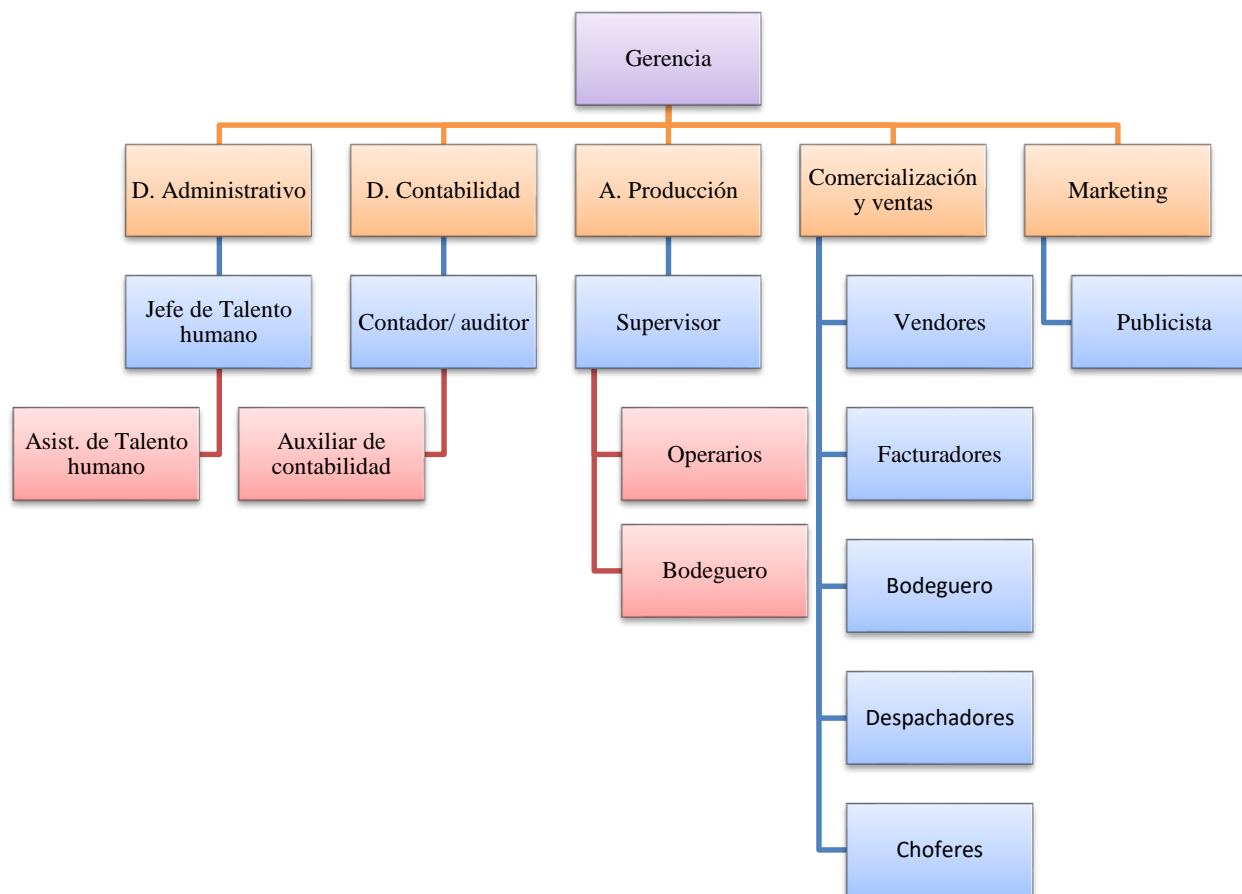 Gerencia
D. Administrativo
D. Contabilidad
A. Producción
Comercialización
y ventas
Marketing
Jefe de Talento
humano
Contador/ auditor
Supervisor
Vendores
Publicista
Asist. de Talento
humano
Auxiliar de
contabilidad
Operarios
Facturadores
Bodeguero
Bodeguero
Despachadores
Choferes